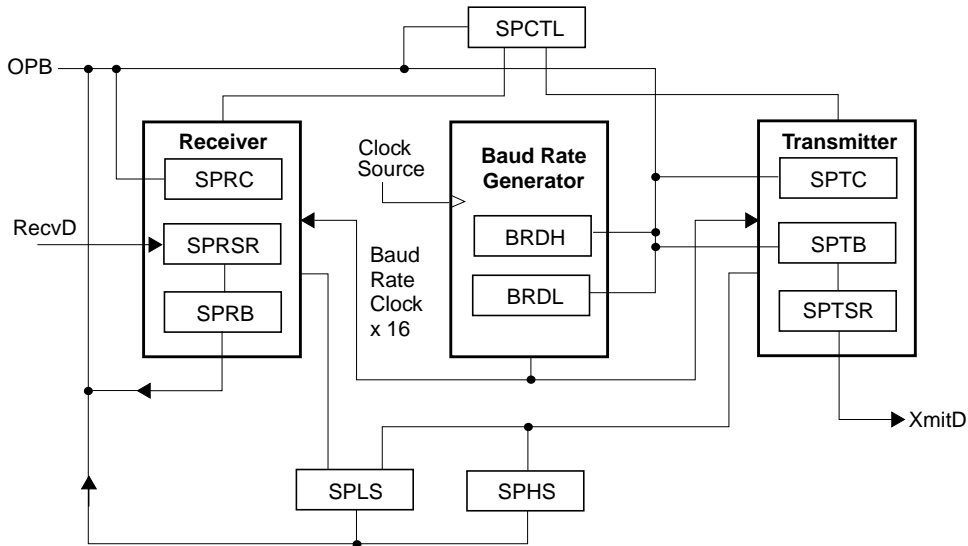 SPCTL
OPB
Receiver
SPRC
RecvD
SPRSR
SPRB
Clock
Source
Baud Rate
Generator
BRDH
BRDL
Baud
Rate
Clock
x 16
Transmitter
SPTC
SPTB
SPTSR
XmitD
SPLS
SPHS